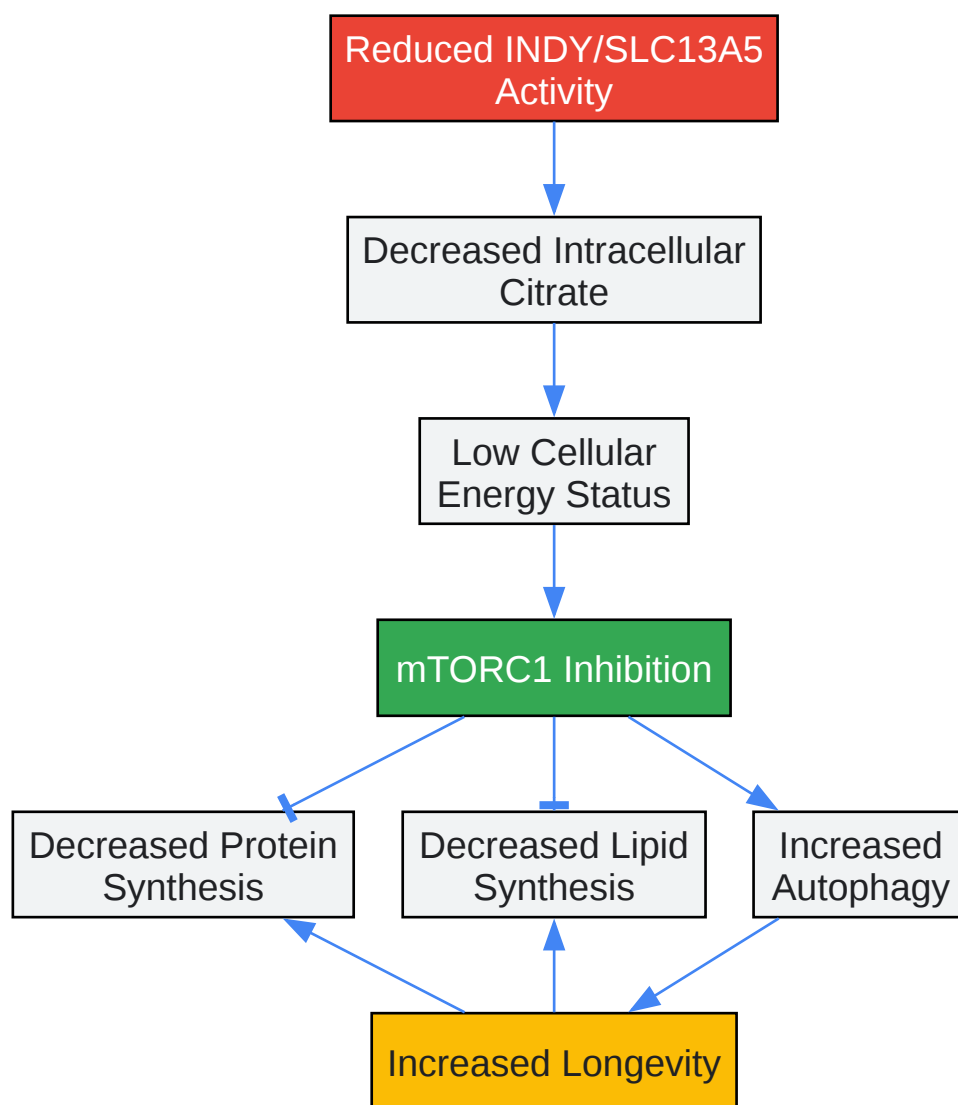 Reduced INDY/SLC13A5
Activity
Decreased Intracellular
Citrate
Low Cellular
Energy Status
mTORC1 Inhibition
Decreased Protein
Synthesis
Decreased Lipid
Synthesis
Increased
Autophagy
Increased Longevity